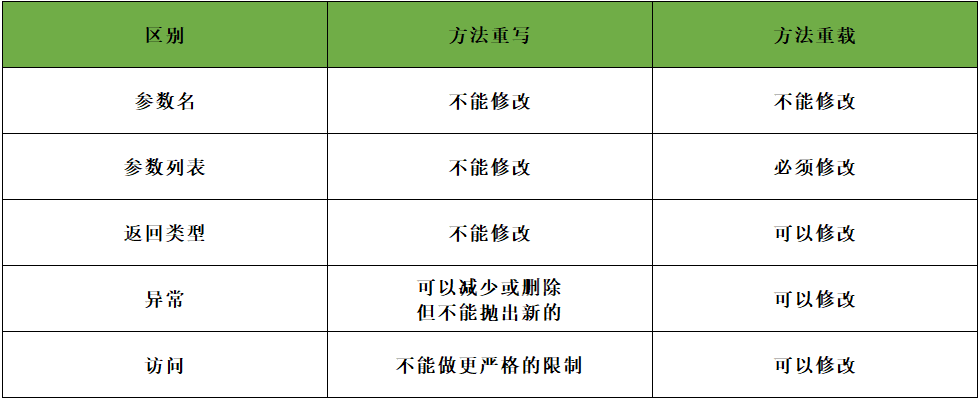 区别 方法重写 方法重载
参数名 不能修改 不能修改
参数列表 不能修改 必须修改
返回类型 不能修改 可以修改
异常 可以减少或删除
但不能抛出新的 可以修改
访问 不能做更严格的限制 可以修改